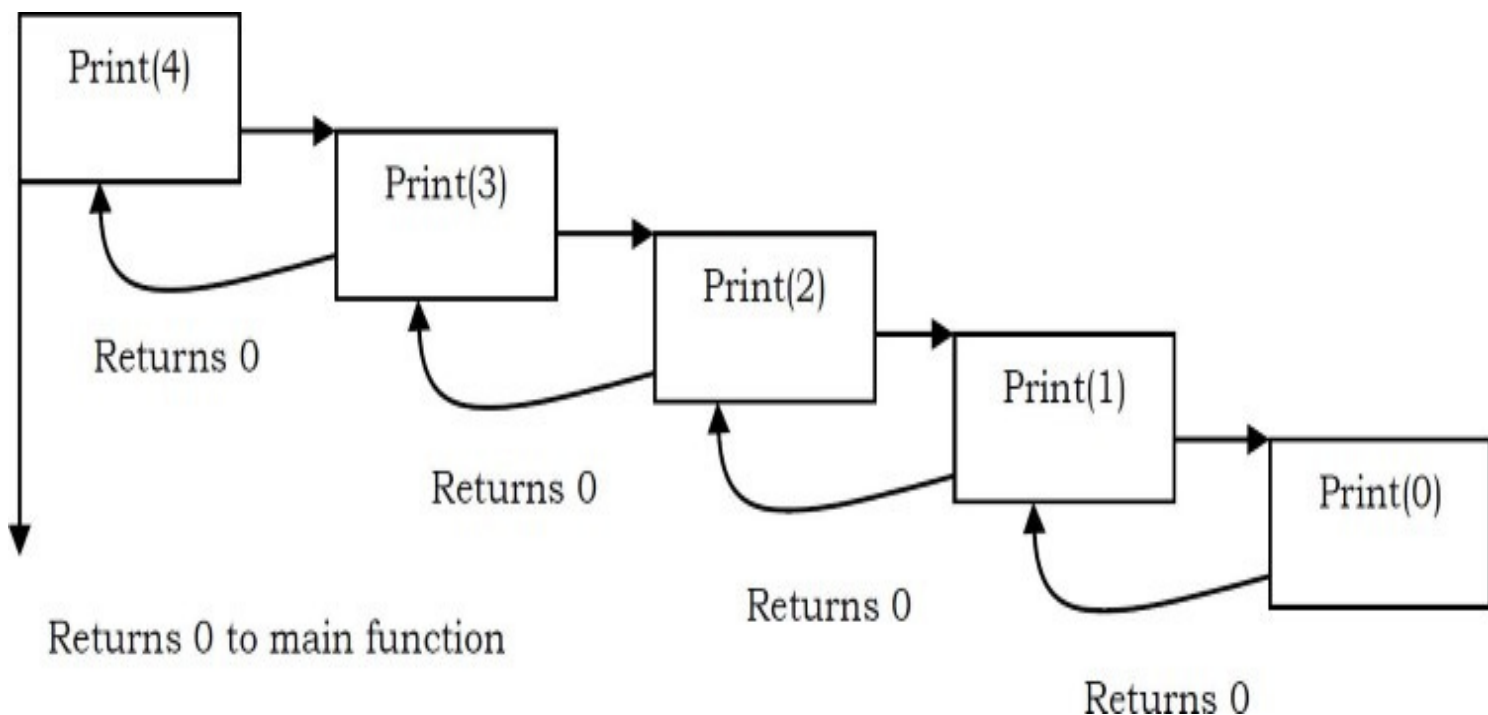 Print(4)
Print(3)
Print(2)
Returns 0
Print(1)
Returns 0
Print(0)
Returns 0
Returns 0 to main function
Returns 0